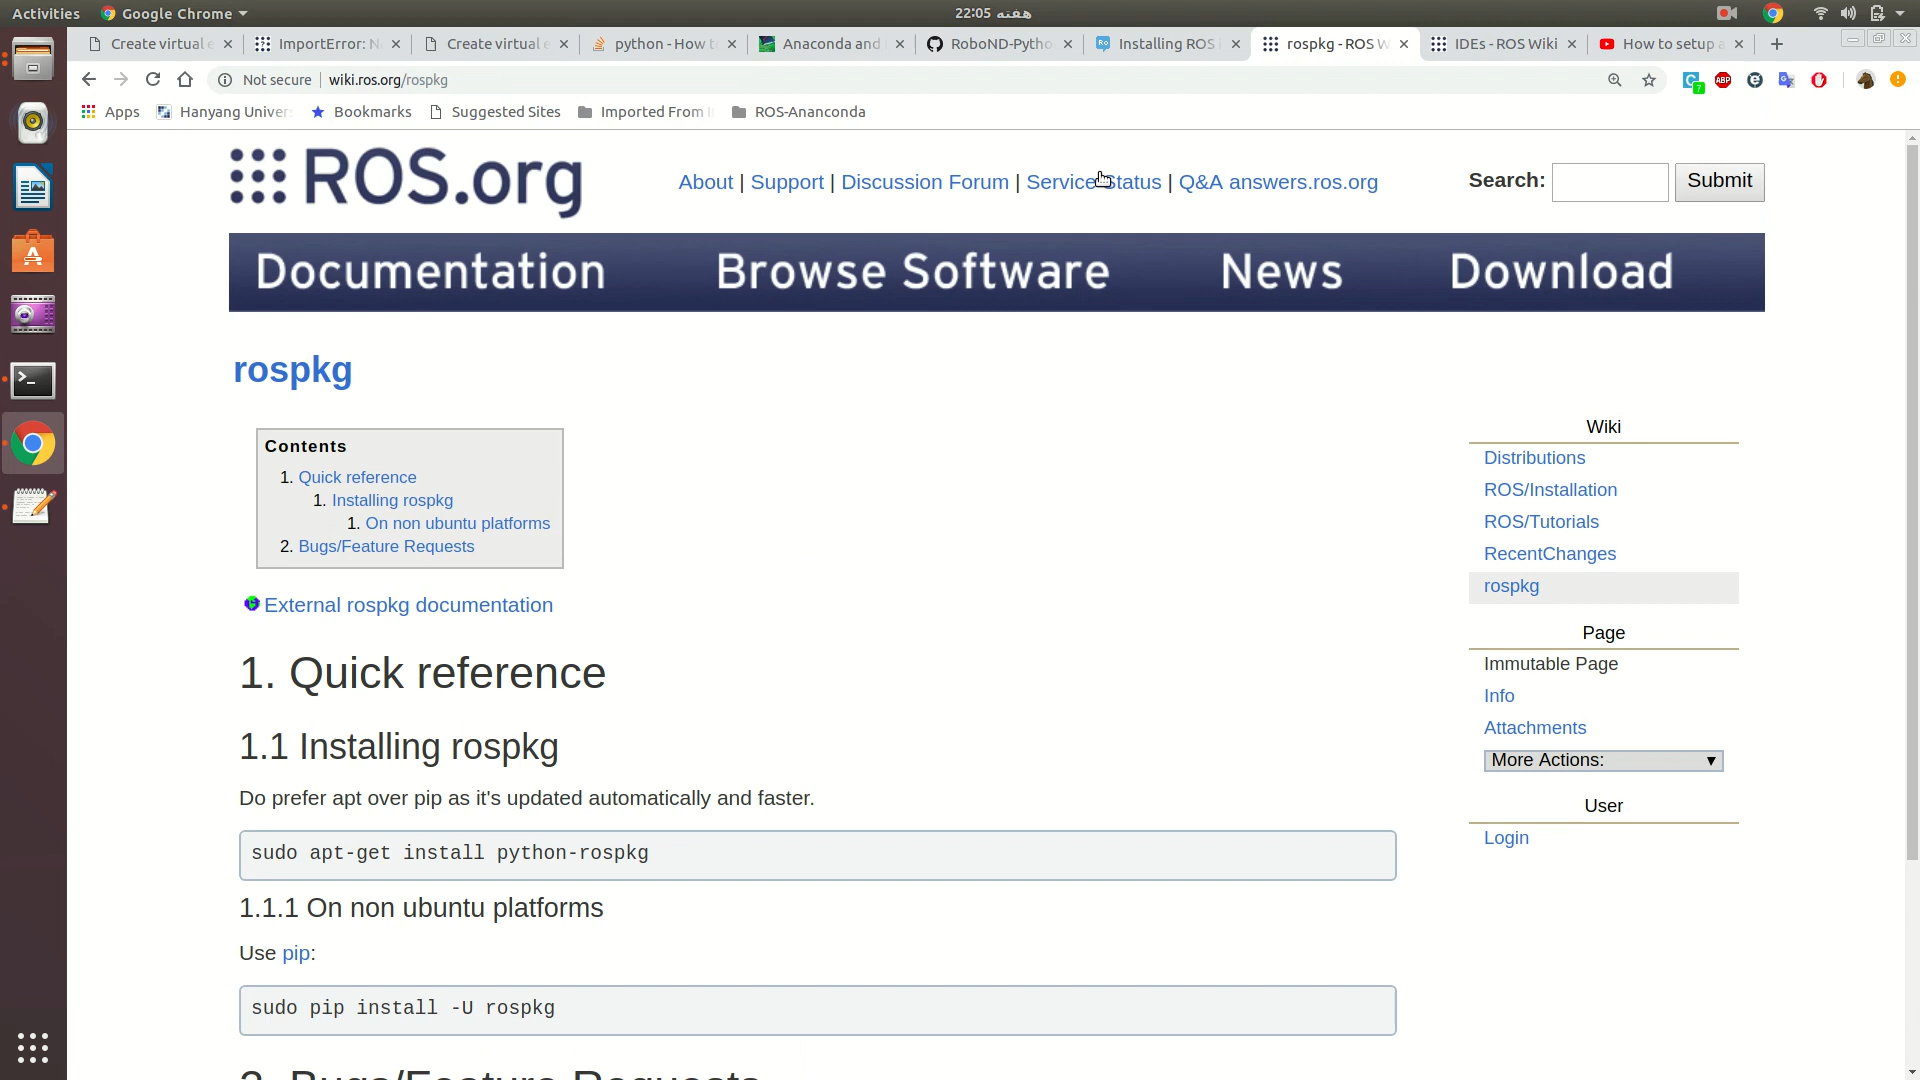 Activities Google Chrome هفته 22:05
Create virtual e ImportError: N Create virtual e python - How t Anaconda and RoboND-Pytho Installing ROS rospkg - ROS W IDEs - ROS Wiki How to setup a
Not secure | wiki.ros.org/rospkg
Apps Hanyang Univer Bookmarks Suggested Sites Imported From I ROS-Ananconda
ROS.org
About | Support | Discussion Forum | Service Status | Q&A answers.ros.org
Search: Submit
Documentation Browse Software News Download
rospkg
Contents
1. Quick reference
1. Installing rospkg
1. On non ubuntu platforms
2. Bugs/Feature Requests
External rospkg documentation
1. Quick reference
1.1 Installing rospkg
Do prefer apt over pip as it's updated automatically and faster.
sudo apt-get install python-rospkg
1.1.1 On non ubuntu platforms
Use pip:
sudo pip install -U rospkg
2. Bugs/Feature Requests
Wiki
Distributions
ROS/Installation
ROS/Tutorials
RecentChanges
rospkg
Page
Immutable Page
Info
Attachments
More Actions:
User
Login